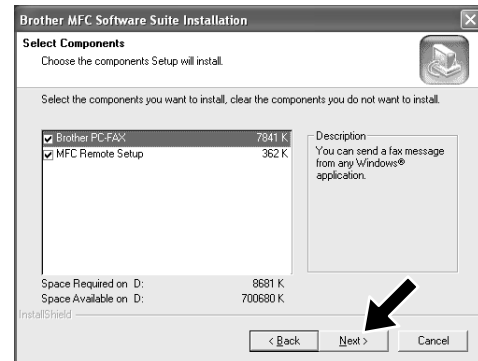 Brother MFC Software Suite Installation
Select Components
Choose the components Setup will install.
Select the components you want to install, clear the components you do not want to install.
Brother PC-FAX 7841 K
MFC Remote Setup 362 K
Description
You can send a fax message
from any Windows®
application.
Space Required on D: 8681 K
Space Available on D: 700680 K
InstallShield
< Back Next > Cancel